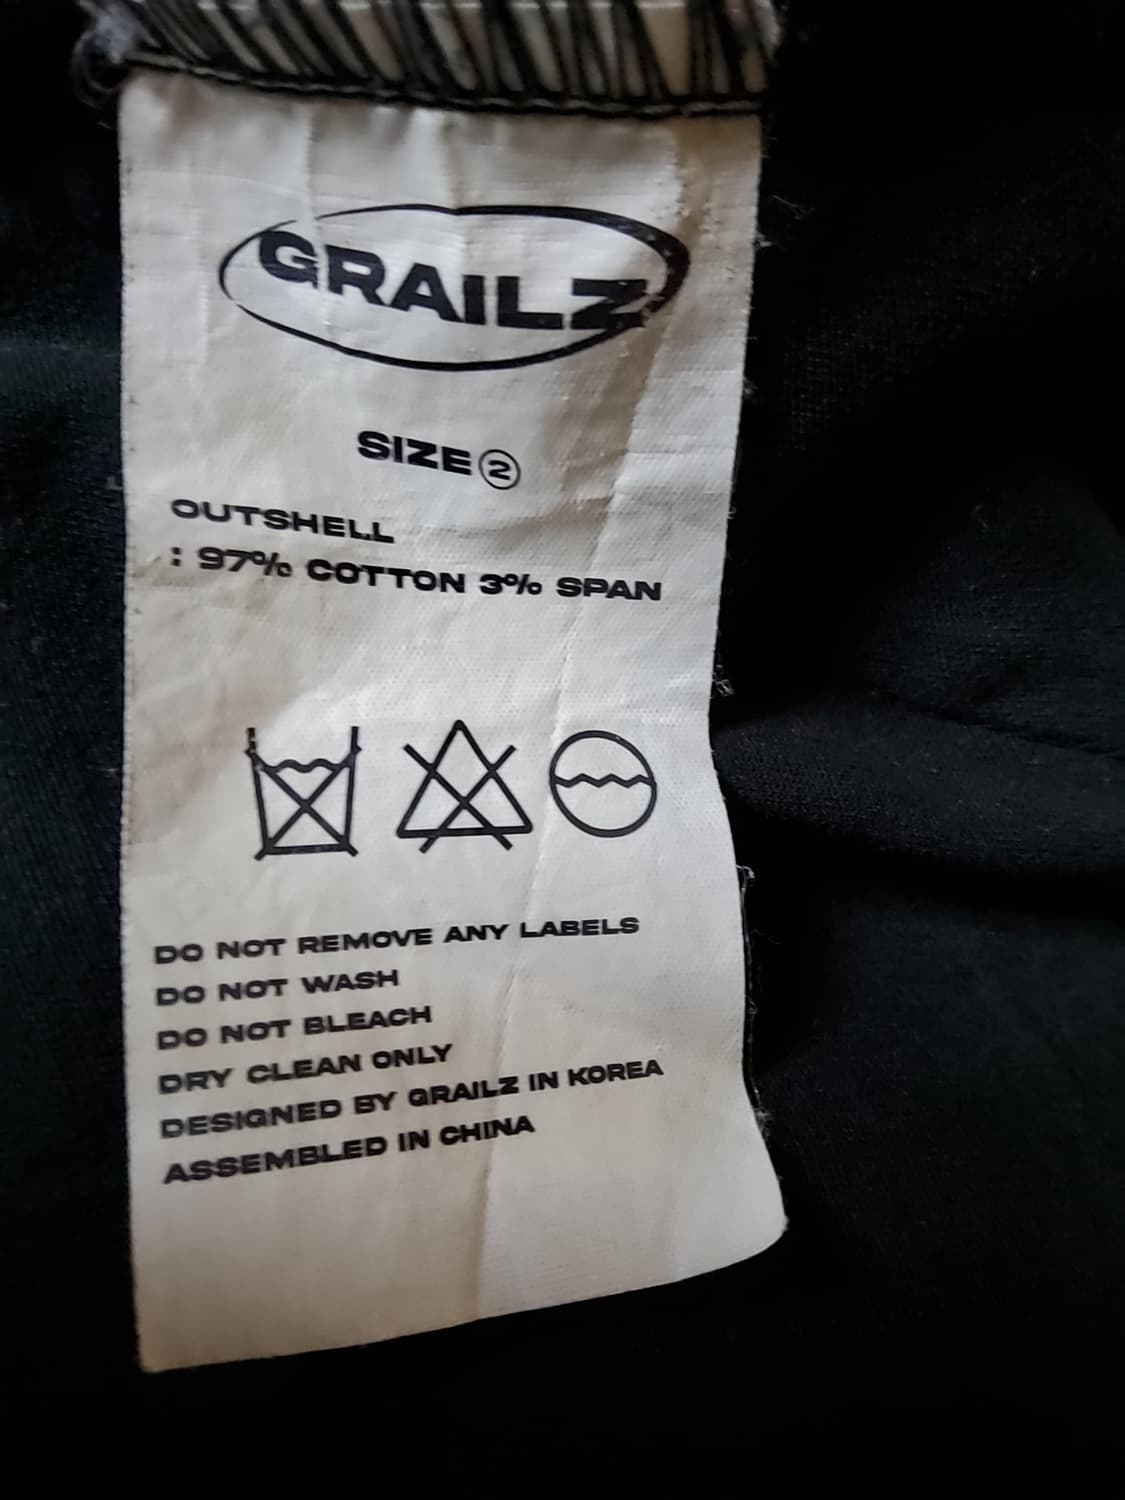 GRAILZ
SIZE ②
OUTSHELL
: 97% COTTON 3% SPAN
DO NOT REMOVE ANY LABELS
DO NOT WASH
DO NOT BLEACH
DRY CLEAN ONLY
DESIGNED BY GRAILZ IN KOREA
ASSEMBLED IN CHINA